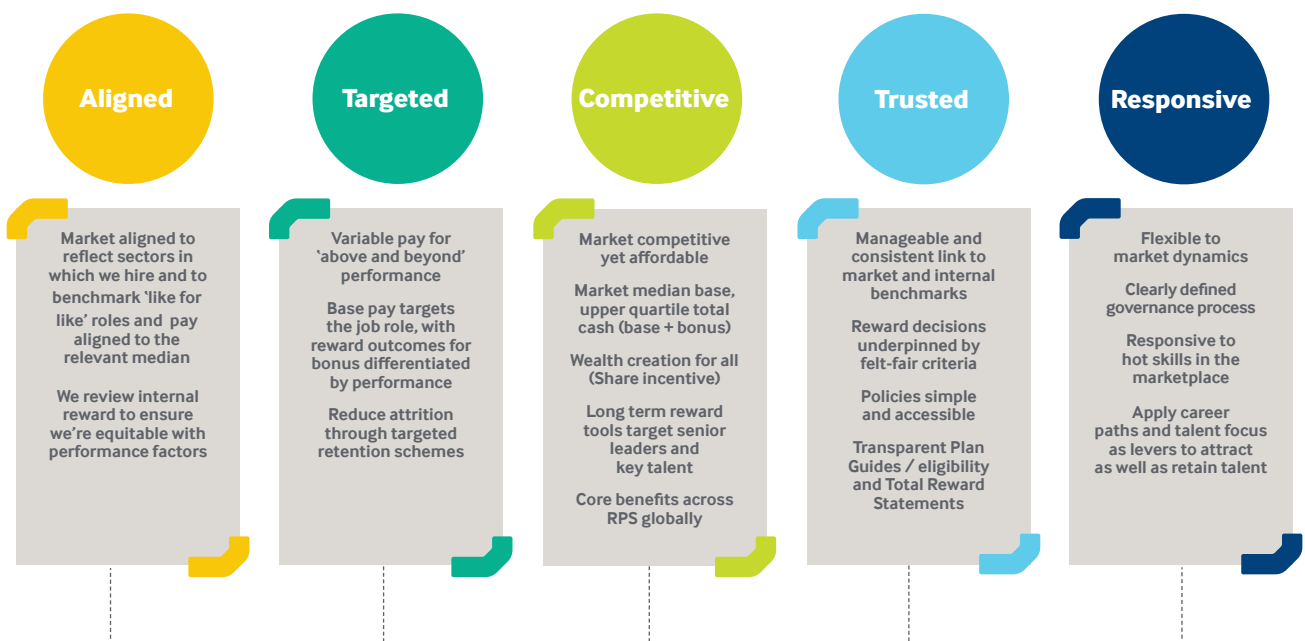 Aligned
Market aligned to
reflect sectors in
which we hire and to
benchmark ‘like for
like’ roles and pay
aligned to the
relevant median
We review internal
reward to ensure
we’re equitable with
performance factors
Targeted
Variable pay for
‘above and beyond’
performance
Base pay targets
the job role, with
reward outcomes for
bonus differentiated
by performance
Reduce attrition
through targeted
retention schemes
Competitive
Market competitive
yet affordable
Market median base,
upper quartile total
cash (base + bonus)
Wealth creation for all
(Share incentive)
Long term reward
tools target senior
leaders and
key talent
Core benefits across
RPS globally
Trusted
Manageable and
consistent link to
market and internal
benchmarks
Reward decisions
underpinned by
felt-fair criteria
Policies simple
and accessible
Transparent Plan
Guides / eligibility
and Total Reward
Statements
Responsive
Flexible to
market dynamics
Clearly defined
governance process
Responsive to
hot skills in the
marketplace
Apply career
paths and talent focus
as levers to attract
as well as retain talent